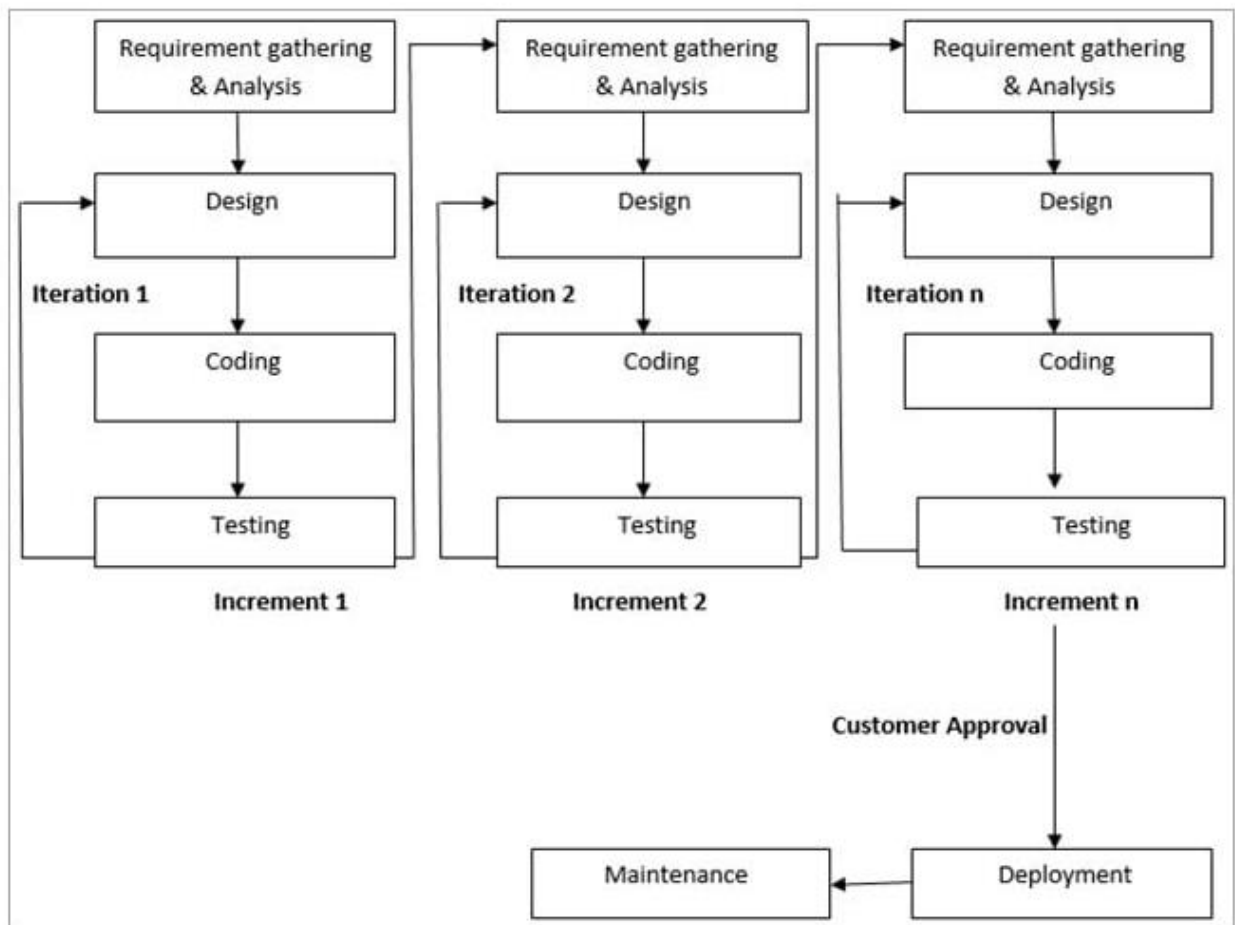 Requirement gathering
& Analysis
Design
Iteration 1
Coding
Testing
Increment 1
Requirement gathering
& Analysis
Design
Iteration 2
Coding
Testing
Increment 2
Requirement gathering
& Analysis
Design
Iteration n
Coding
Testing
Increment n
Customer Approval
Deployment
Maintenance